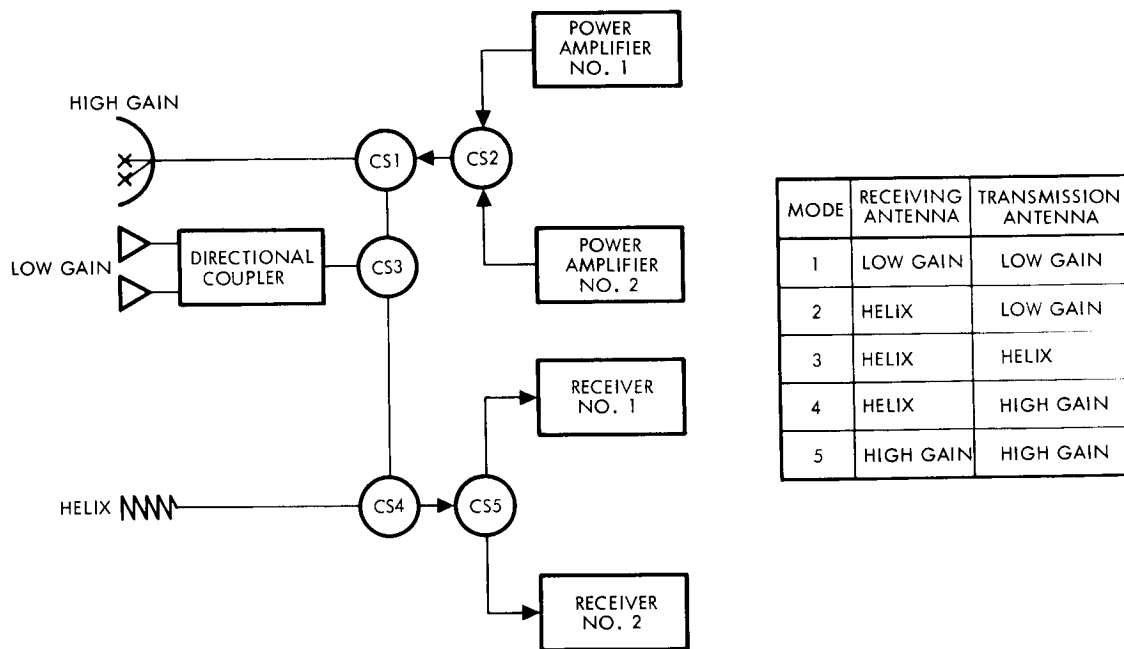 POWER
AMPLIFIER
NO. 1
HIGH GAIN
CS1
CS2
LOW GAIN
DIRECTIONAL
COUPLER
CS3
POWER
AMPLIFIER
NO. 2
RECEIVER
NO. 1
HELIX
CS4
CS5
RECEIVER
NO. 2
MODE RECEIVING ANTENNA TRANSMISSION ANTENNA
1 LOW GAIN LOW GAIN
2 HELIX LOW GAIN
3 HELIX HELIX
4 HELIX HIGH GAIN
5 HIGH GAIN HIGH GAIN